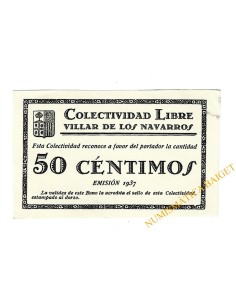 COLECTIVIDAD LIBRE
VILLAR DE LOS NAVARROS
Esta Colectividad reconoce a favor del portador la cantidad
50 CÉNTIMOS
EMISIÓN 1937
La validez de este Bono la acredita el sello de esta Colectividad,
estampado al dorso.